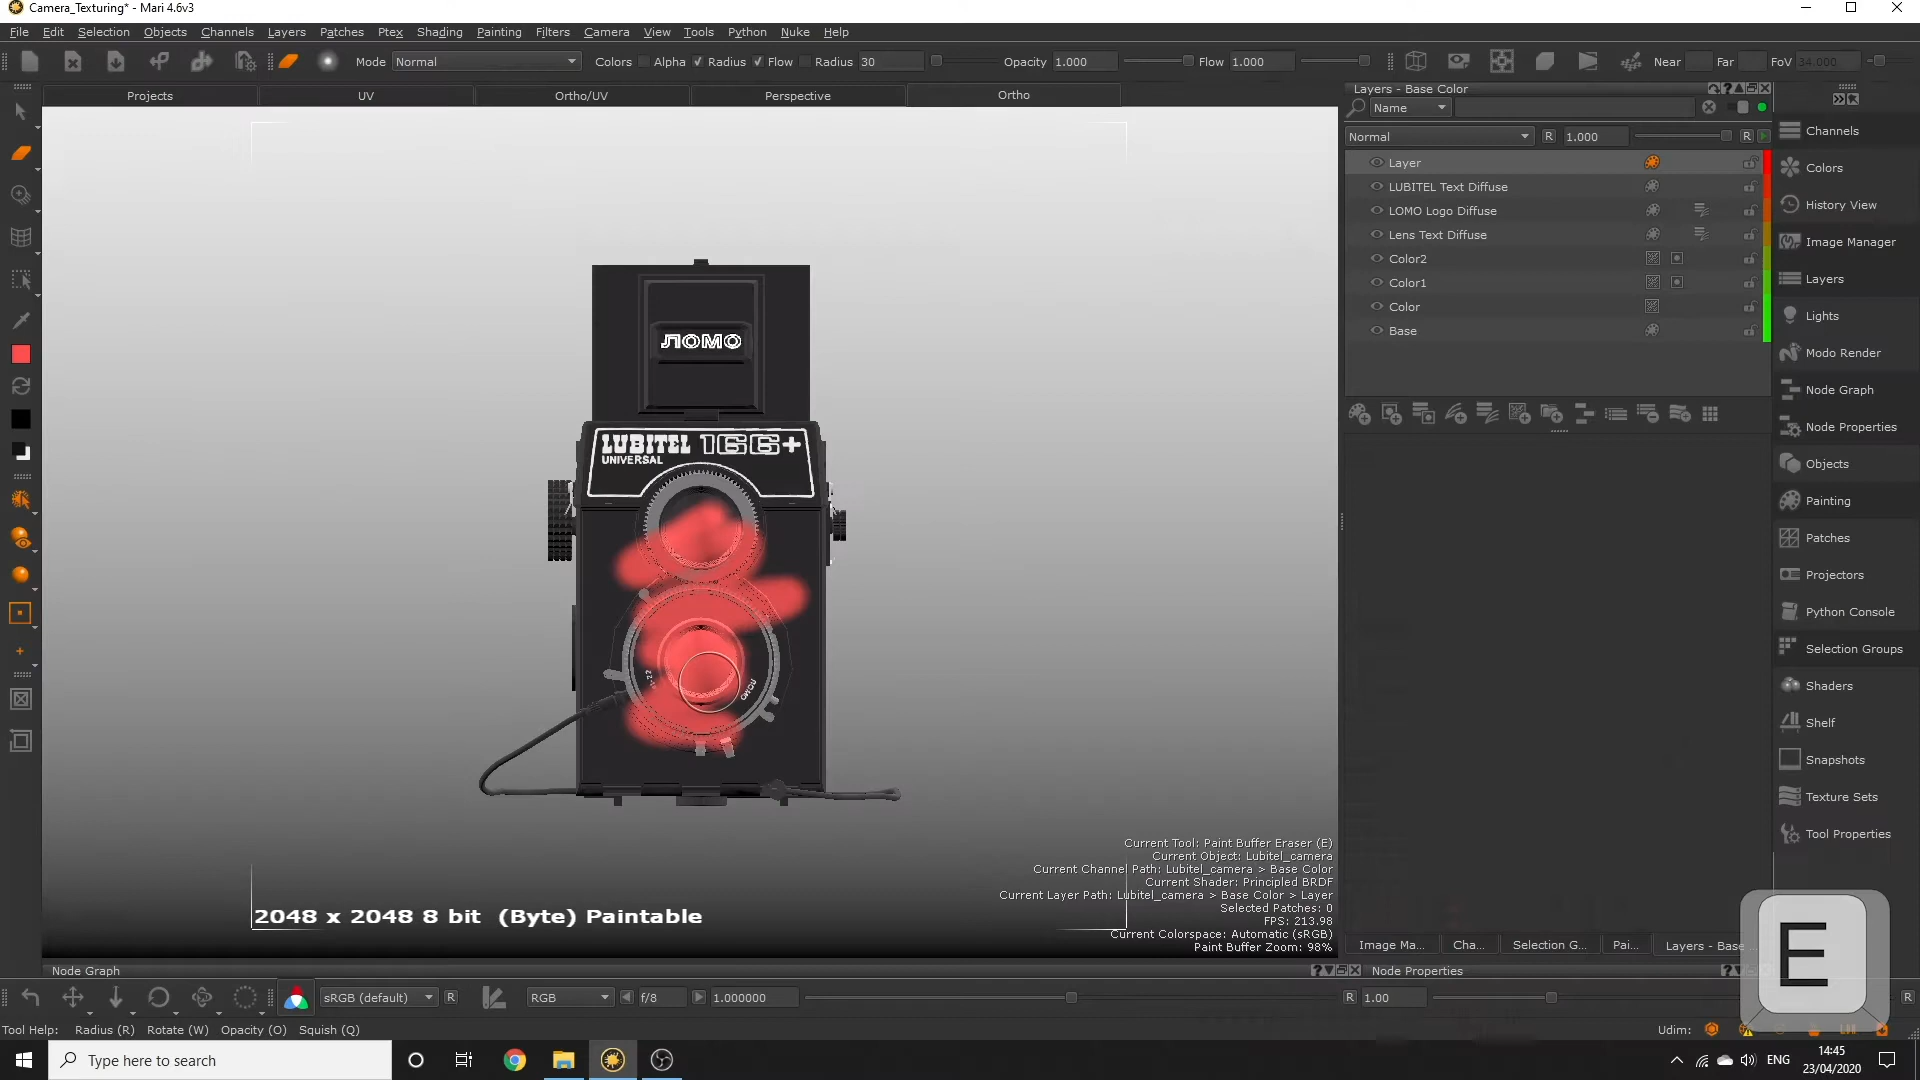 Camera_Texturing* - Mari 4.6v3
File Edit Selection Objects Channels Layers Patches Ptex Shading Painting Filters Camera View Tools Python Nuke Help
Mode Normal Colors Alpha Radius Flow Radius 30 Opacity 1.000 Flow 1.000 Near Far FoV 34.000
Projects UV Ortho/UV Perspective Ortho
Layers - Base Color
Name
Normal R 1.000 R
Layer
LUBITEL Text Diffuse
LOMO Logo Diffuse
Lens Text Diffuse
Color2
Color1
Color
Base
Channels
Colors
History View
Image Manager
Layers
Lights
Modo Render
Node Graph
Node Properties
Objects
Painting
Patches
Projectors
Python Console
Selection Groups
Shaders
Shelf
Snapshots
Texture Sets
Tool Properties
ЛОМО
LUBITEL 166+
UNIVERSAL
Current Tool: Paint Buffer Eraser (E)
Current Object: Lubitel_camera
Current Channel Path: Lubitel_camera > Base Color
Current Shader: Principled BRDF
Current Layer Path: Lubitel_camera > Base Color > Layer
Selected Patches: 0
FPS: 213.98
Current Colorspace: Automatic (sRGB)
Paint Buffer Zoom: 98%
2048 x 2048 8 bit (Byte) Paintable
Image Ma... Cha... Selection G... Pai... Layers - Base
E
Node Graph Node Properties
sRGB (default) R RGB f/8 1.000000 R 1.00 R
Tool Help: Radius (R) Rotate (W) Opacity (O) Squish (Q) Udim:
Type here to search
ENG
14:45
23/04/2020